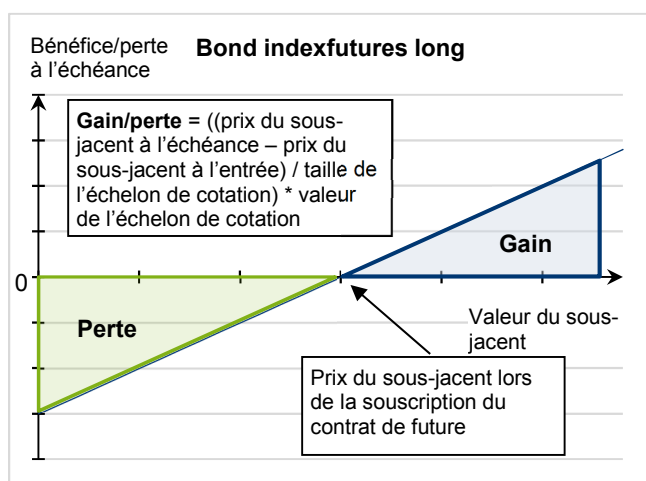 Bénéfice/perte
à l'échéance
Bond indexfutures long
Gain/perte = ((prix du sous-
jacent à l'échéance – prix du
sous-jacent à l'entrée) / taille de
l'échelon de cotation) * valeur
de l'échelon de cotation
Gain
0
Perte
Valeur du sous-
jacent
Prix du sous-jacent lors
de la souscription du
contrat de future